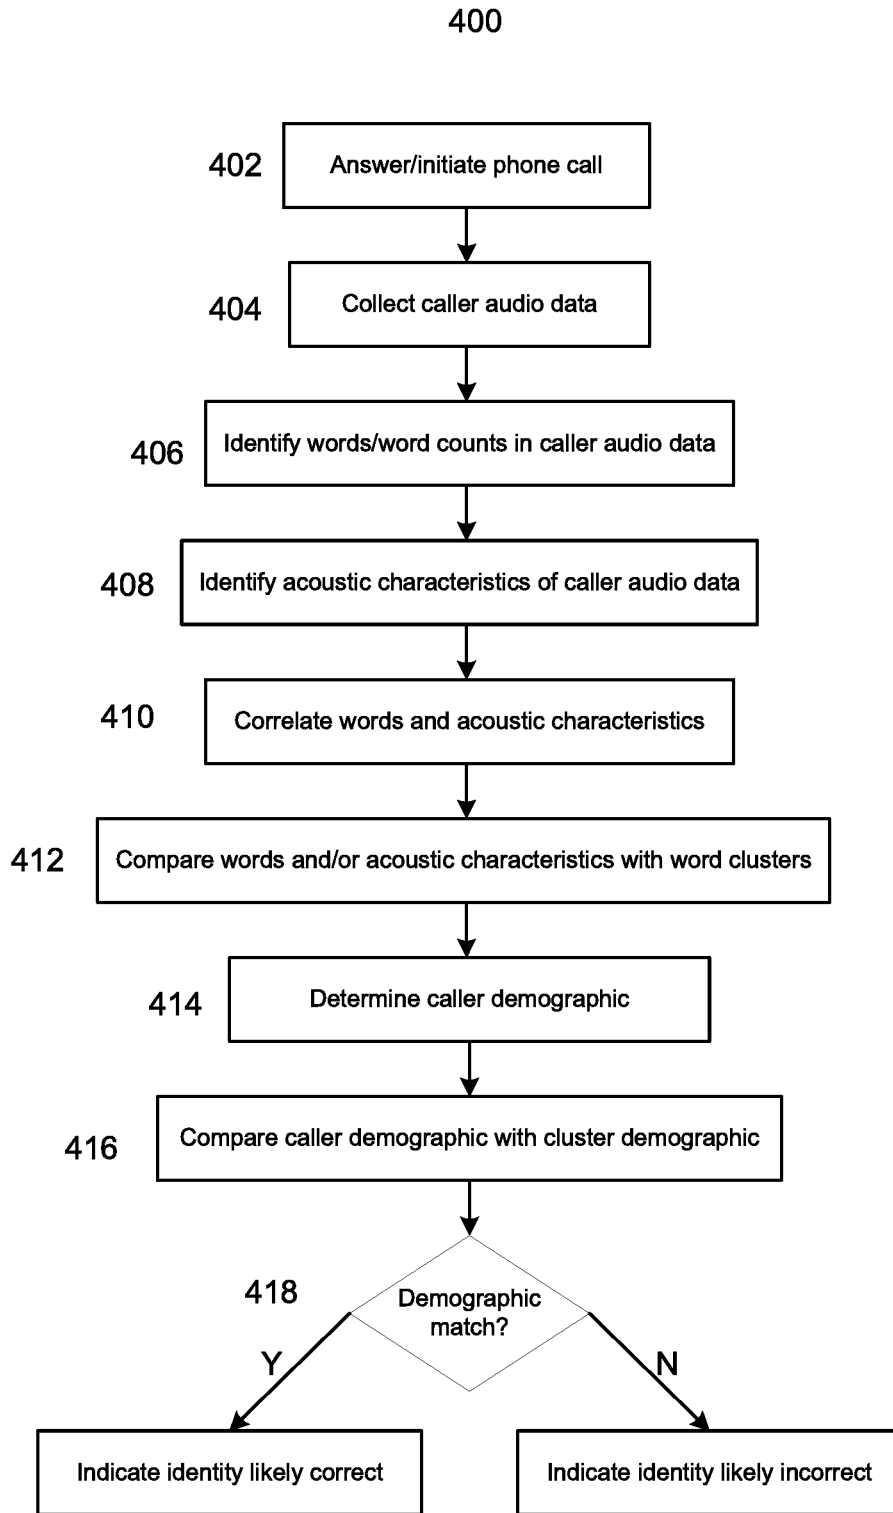 400
402
Answer/initiate phone call
404
Collect caller audio data
406
Identify words/word counts in caller audio data
408
Identify acoustic characteristics of caller audio data
410
Correlate words and acoustic characteristics
412
Compare words and/or acoustic characteristics with word clusters
414
Determine caller demographic
416
Compare caller demographic with cluster demographic
418
Demographic
match?
Y
N
Indicate identity likely correct
Indicate identity likely incorrect